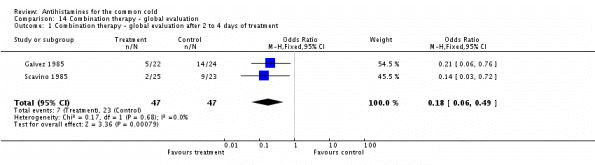 Review: Antihistamines for the common cold
Comparison: 14 Combination therapy - global evaluation
Outcome: 1 Combination therapy - global evaluation after 2 to 4 days of treatment
Study or subgroup Treatment Control Odds Ratio Weight Odds Ratio
n/N n/N M-H,Fixed,95% CI M-H,Fixed,95% CI
Galvez 1985 5/22 14/24 54.5 % 0.21 [ 0.06, 0.76 ]
Scavino 1985 2/25 9/23 45.5 % 0.14 [ 0.03, 0.72 ]
Total (95% CI) 47 47 100.0 % 0.18 [ 0.06, 0.49 ]
Total events: 7 (Treatment), 23 (Control)
Heterogeneity: Chi² = 0.17, df = 1 (P = 0.68); I² =0.0%
Test for overall effect: Z = 3.36 (P = 0.00079)
0.01 0.1 1 10 100
Favours treatment Favours control